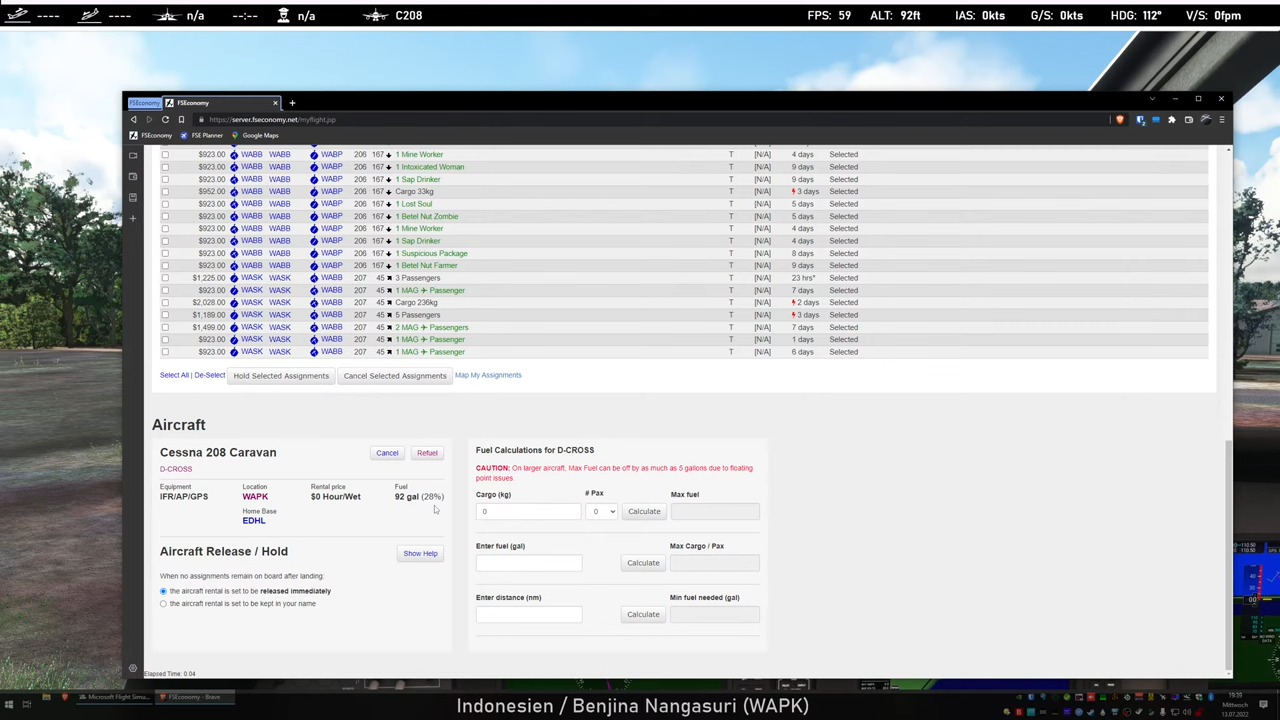 ---- ---- n/a --:-- n/a C208 FPS: 59 ALT: 92ft IAS: 0kts G/S: 0kts HDG: 112° V/S: 0fpm
FSEconomy FSEconomy
https://server.fseconomy.net/myflight.jsp
FSEconomy FSE Planner Google Maps
$923.00 WABB WABB WABP 206 167 1 Mine Worker T [N/A] 4 days Selected
$923.00 WABB WABB WABP 206 167 1 Intoxicated Woman T [N/A] 9 days Selected
$923.00 WABB WABB WABP 206 167 1 Sap Drinker T [N/A] 9 days Selected
$952.00 WABB WABB WABP 206 167 Cargo 33kg T [N/A] 3 days Selected
$923.00 WABB WABB WABP 206 167 1 Lost Soul T [N/A] 5 days Selected
$923.00 WABB WABB WABP 206 167 1 Betel Nut Zombie T [N/A] 5 days Selected
$923.00 WABB WABB WABP 206 167 1 Mine Worker T [N/A] 4 days Selected
$923.00 WABB WABB WABP 206 167 1 Sap Drinker T [N/A] 4 days Selected
$923.00 WABB WABB WABP 206 167 1 Suspicious Package T [N/A] 8 days Selected
$923.00 WABB WABB WABP 206 167 1 Betel Nut Farmer T [N/A] 9 days Selected
$1,225.00 WASK WASK WABB 207 45 3 Passengers T [N/A] 23 hrs* Selected
$923.00 WASK WASK WABB 207 45 1 MAG ✈ Passenger T [N/A] 7 days Selected
$2,028.00 WASK WASK WABB 207 45 Cargo 236kg T [N/A] 2 days Selected
$1,189.00 WASK WASK WABB 207 45 5 Passengers T [N/A] 3 days Selected
$1,499.00 WASK WASK WABB 207 45 2 MAG ✈ Passengers T [N/A] 7 days Selected
$923.00 WASK WASK WABB 207 45 1 MAG ✈ Passenger T [N/A] 1 days Selected
$923.00 WASK WASK WABB 207 45 1 MAG ✈ Passenger T [N/A] 6 days Selected
Select All | De-Select Hold Selected Assignments Cancel Selected Assignments Map My Assignments
Aircraft
Cessna 208 Caravan Cancel Refuel
D-CROSS
Equipment Location Rental price Fuel
IFR/AP/GPS WAPK $0 Hour/Wet 92 gal (28%)
Home Base
EDHL
Aircraft Release / Hold Show Help
When no assignments remain on board after landing:
the aircraft rental is set to be released immediately
the aircraft rental is set to be kept in your name
Fuel Calculations for D-CROSS
CAUTION: On larger aircraft, Max Fuel can be off by as much as 5 gallons due to floating
point issues.
Cargo (kg) # Pax Max fuel
0 0 Calculate
Enter fuel (gal) Max Cargo / Pax
Calculate
Enter distance (nm) Min fuel needed (gal)
Calculate
Elapsed Time: 0.04
Microsoft Flight Simu... FSEconomy - Brave
Indonesien / Benjina Nangasuri (WAPK)
19:39
Mittwoch
13.07.2022